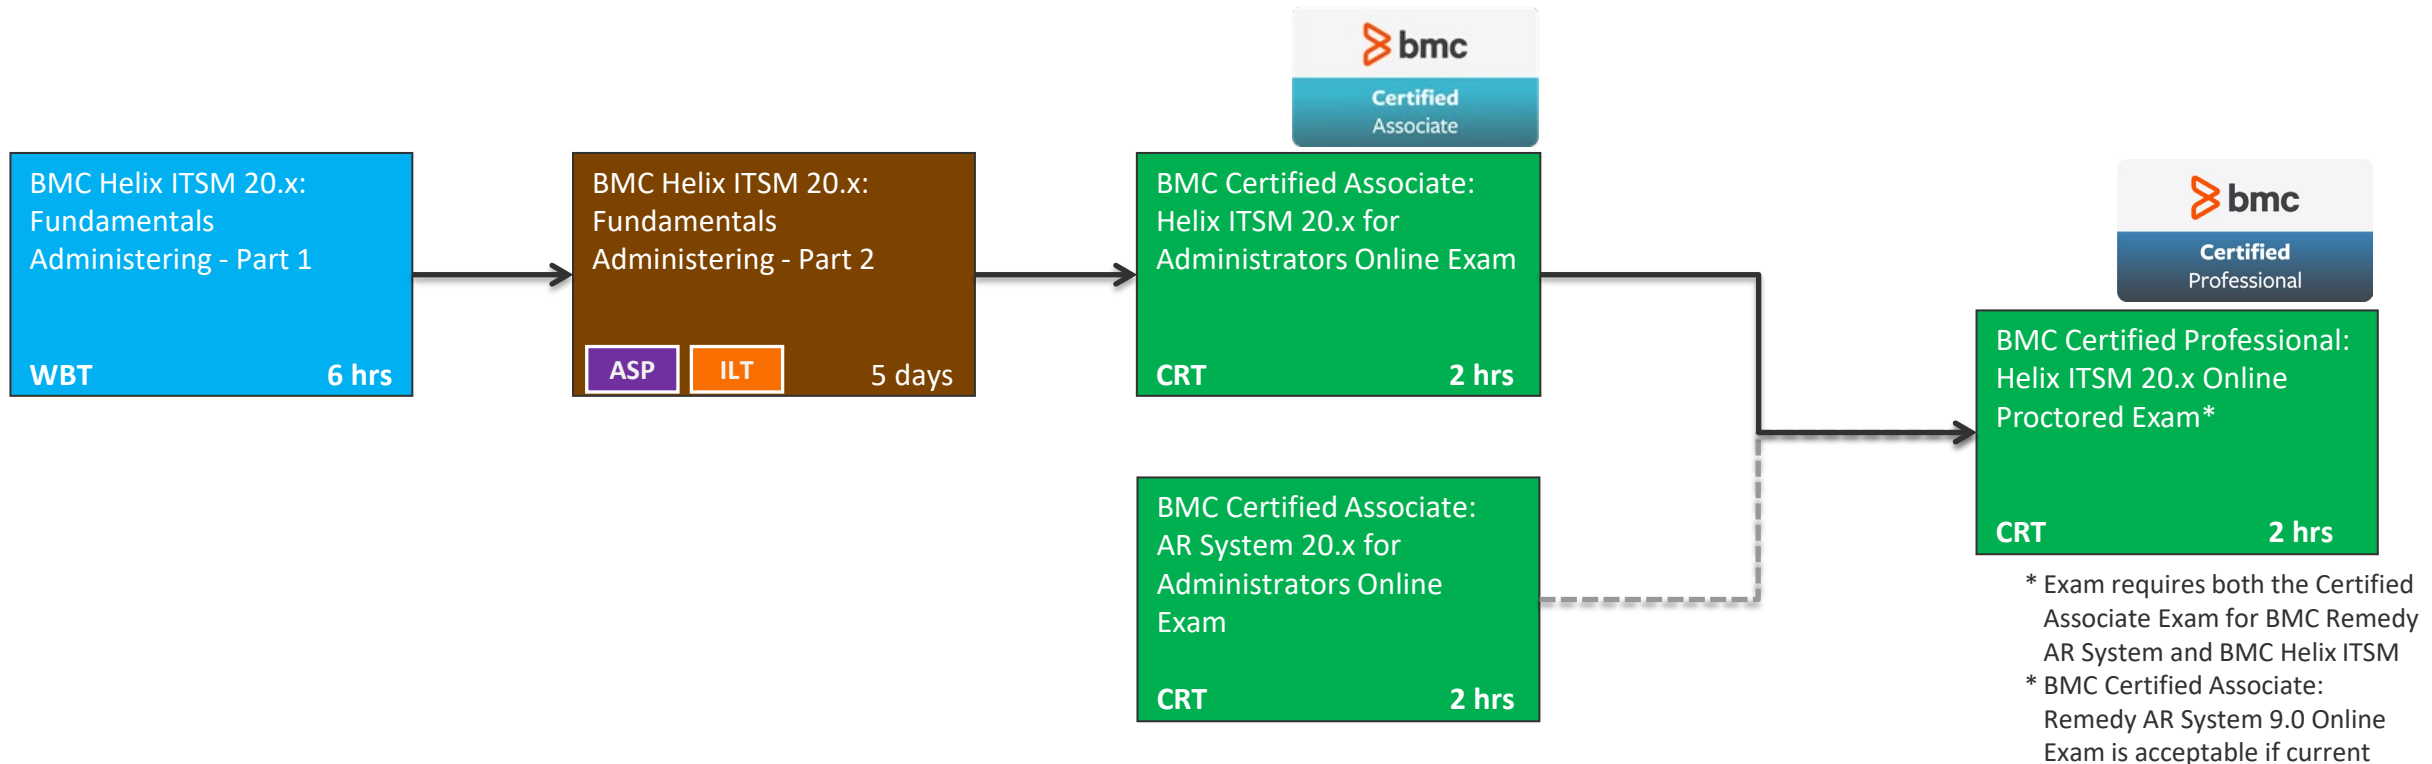 bmc
Certified
Associate
BMC Helix ITSM 20.x:
Fundamentals
Administering - Part 1
WBT 6 hrs
BMC Helix ITSM 20.x:
Fundamentals
Administering - Part 2
ASP ILT 5 days
BMC Certified Associate:
Helix ITSM 20.x for
Administrators Online Exam
CRT 2 hrs
BMC Certified Associate:
AR System 20.x for
Administrators Online
Exam
CRT 2 hrs
bmc
Certified
Professional
BMC Certified Professional:
Helix ITSM 20.x Online
Proctored Exam*
CRT 2 hrs
* Exam requires both the Certified
Associate Exam for BMC Remedy
AR System and BMC Helix ITSM
* BMC Certified Associate:
Remedy AR System 9.0 Online
Exam is acceptable if current